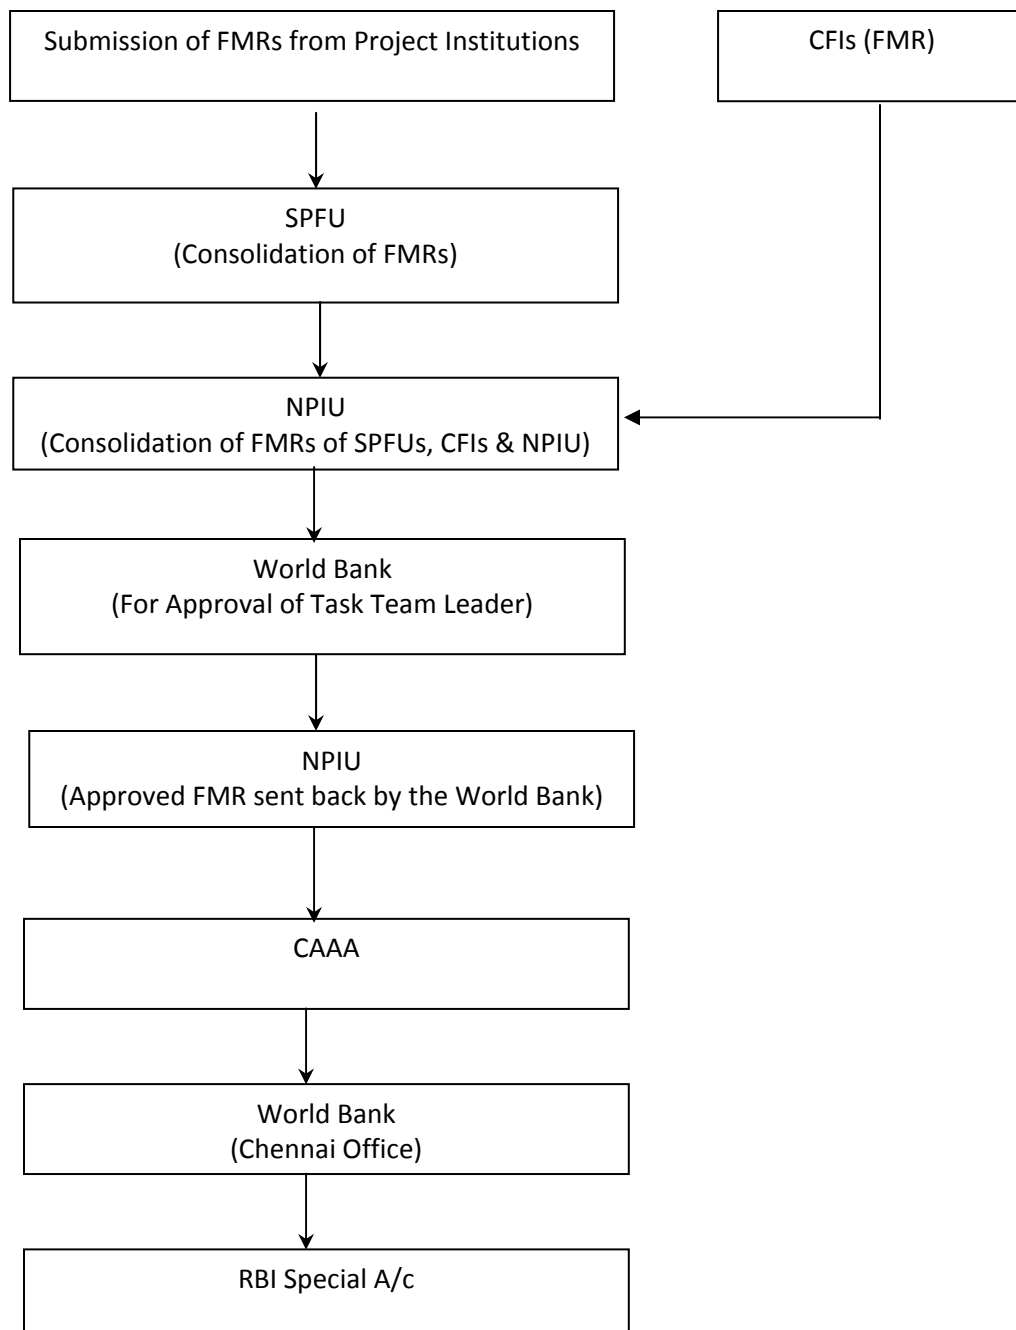 Submission of FMRs from Project Institutions
CFIs (FMR)
SPFU
(Consolidation of FMRs)
NPIU
(Consolidation of FMRs of SPFUs, CFIs & NPIU)
World Bank
(For Approval of Task Team Leader)
NPIU
(Approved FMR sent back by the World Bank)
CAAA
World Bank
(Chennai Office)
RBI Special A/c